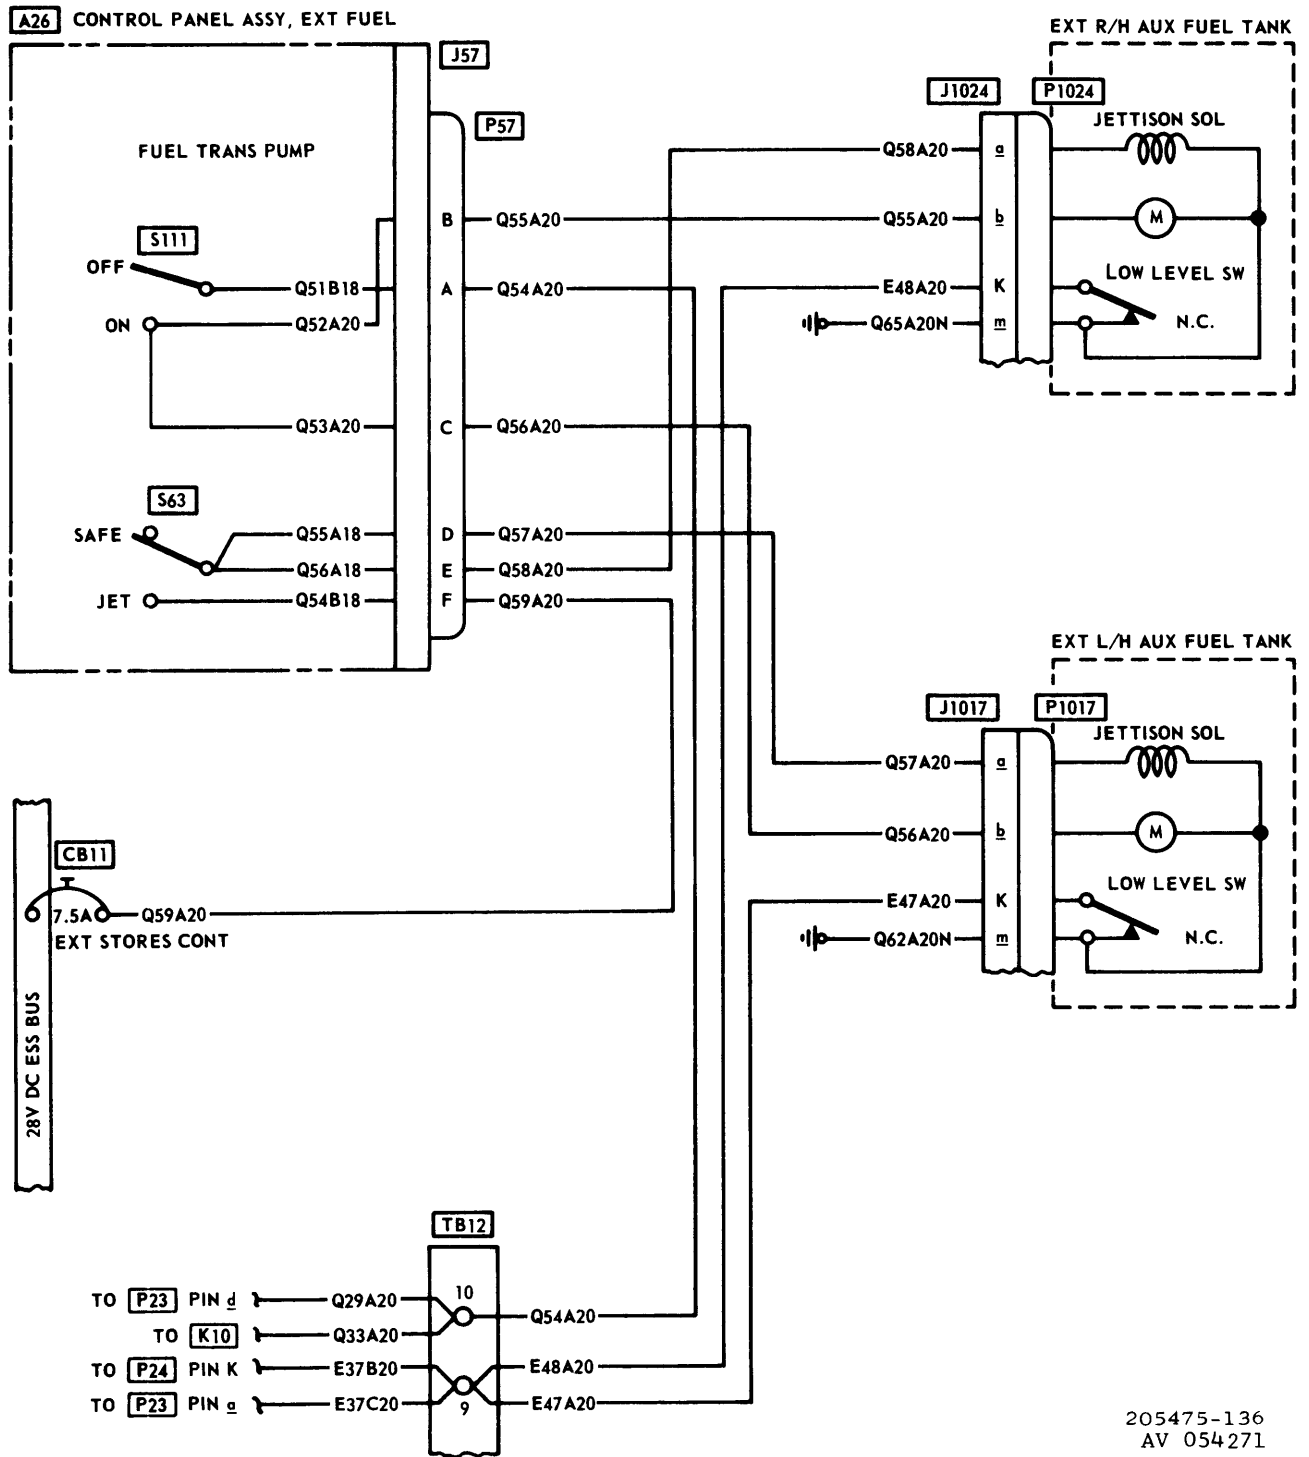 A26 CONTROL PANEL ASSY, EXT FUEL
J57
P57
FUEL TRANS PUMP
S111
OFF
ON
Q51B18
Q52A20
Q53A20
S63
SAFE
JET
Q55A18
Q56A18
Q54B18
B Q55A20
A Q54A20
C Q56A20
D Q57A20
E Q58A20
F Q59A20
EXT R/H AUX FUEL TANK
J1024 P1024
JETTISON SOL
Q58A20 a
Q55A20 b M
LOW LEVEL SW
E48A20 K
Q65A20N m N.C.
EXT L/H AUX FUEL TANK
J1017 P1017
JETTISON SOL
Q57A20 a
Q56A20 b M
LOW LEVEL SW
E47A20 K
Q62A20N m N.C.
CB11
7.5A Q59A20
EXT STORES CONT
28V DC ESS BUS
TB12
TO P23 PIN d Q29A20 10
TO K10 Q33A20 Q54A20
TO P24 PIN K E37B20 E48A20
TO P23 PIN a E37C20 9 E47A20
205475-136
AV 054271